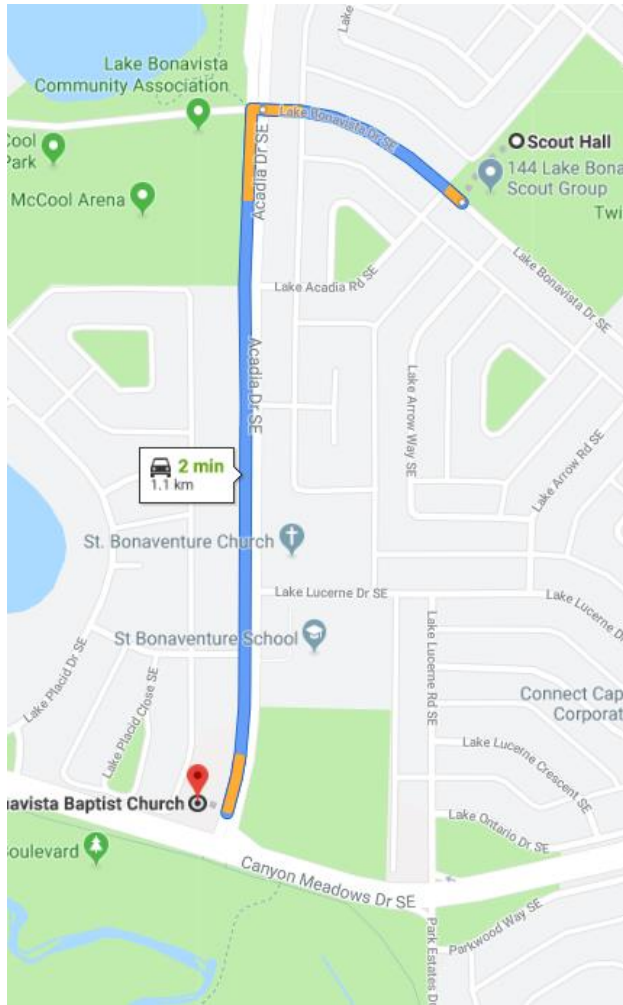 Lake Bonavista
Community Association
Cool
Park
McCool Arena
Lake Bonavista Dr SE
Scout Hall
144 Lake Bona
Scout Group
Twi
Acadia Dr SE
Lake Acadia Rd SE
Lake Bonavista Dr SE
Acadia Dr SE
Lake Arrow Way SE
Lake Arrow Rd SE
2 min
1.1 km
St. Bonaventure Church
Lake Lucerne Dr SE
Lake Lucerne D
St Bonaventure School
Lake Lucerne Rd SE
Lake Placid Dr SE
Lake Placid Close SE
Connect Cap
Corporat
Lake Lucerne Crescent SE
navista Baptist Church
Lake Ontario Dr SE
Boulevard
Canyon Meadows Dr SE
Parkwood Way SE
Park Estates D